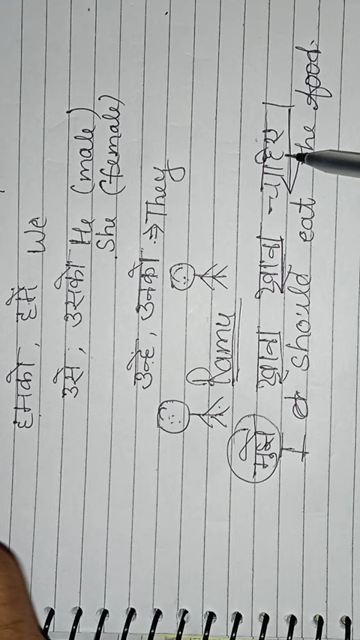 हमको, हमें We
उसे, उसको He (male)
She (female)
उन्हे, उनको → They
Ramu
मुझे खाना खाना चाहिए।
I should eat the food.